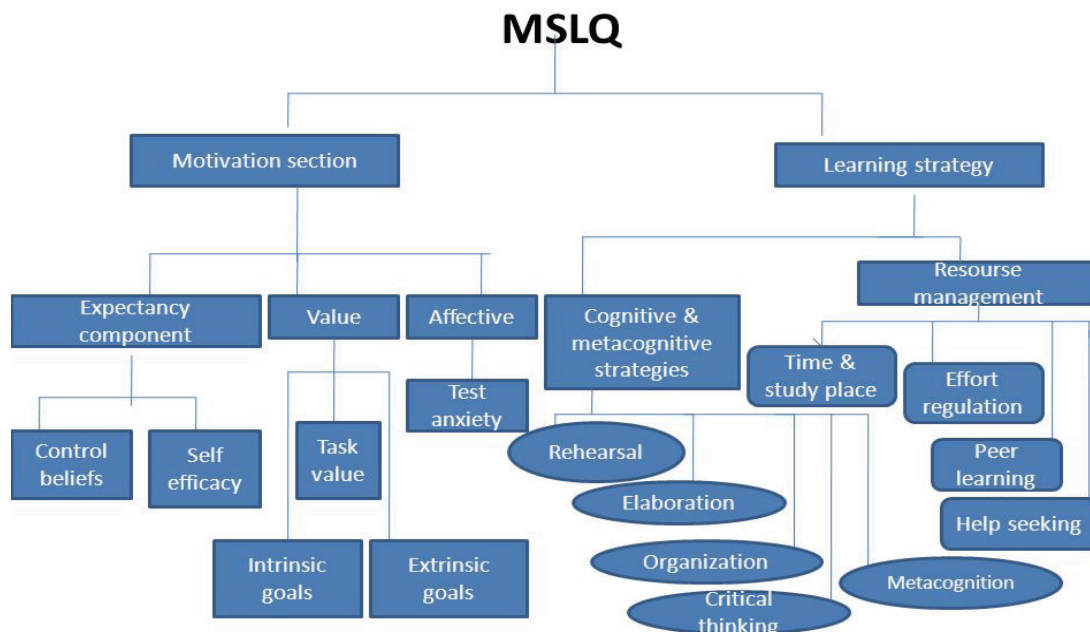 MSLQ
Motivation section
Learning strategy
Expectancy
component
Value
Affective
Cognitive &
metacognitive
strategies
Resourse
management
Control
beliefs
Self
efficacy
Task
value
Intrinsic
goals
Extrinsic
goals
Test
anxiety
Rehearsal
Elaboration
Organization
Critical
thinking
Metacognition
Time &
study place
Effort
regulation
Peer
learning
Help seeking